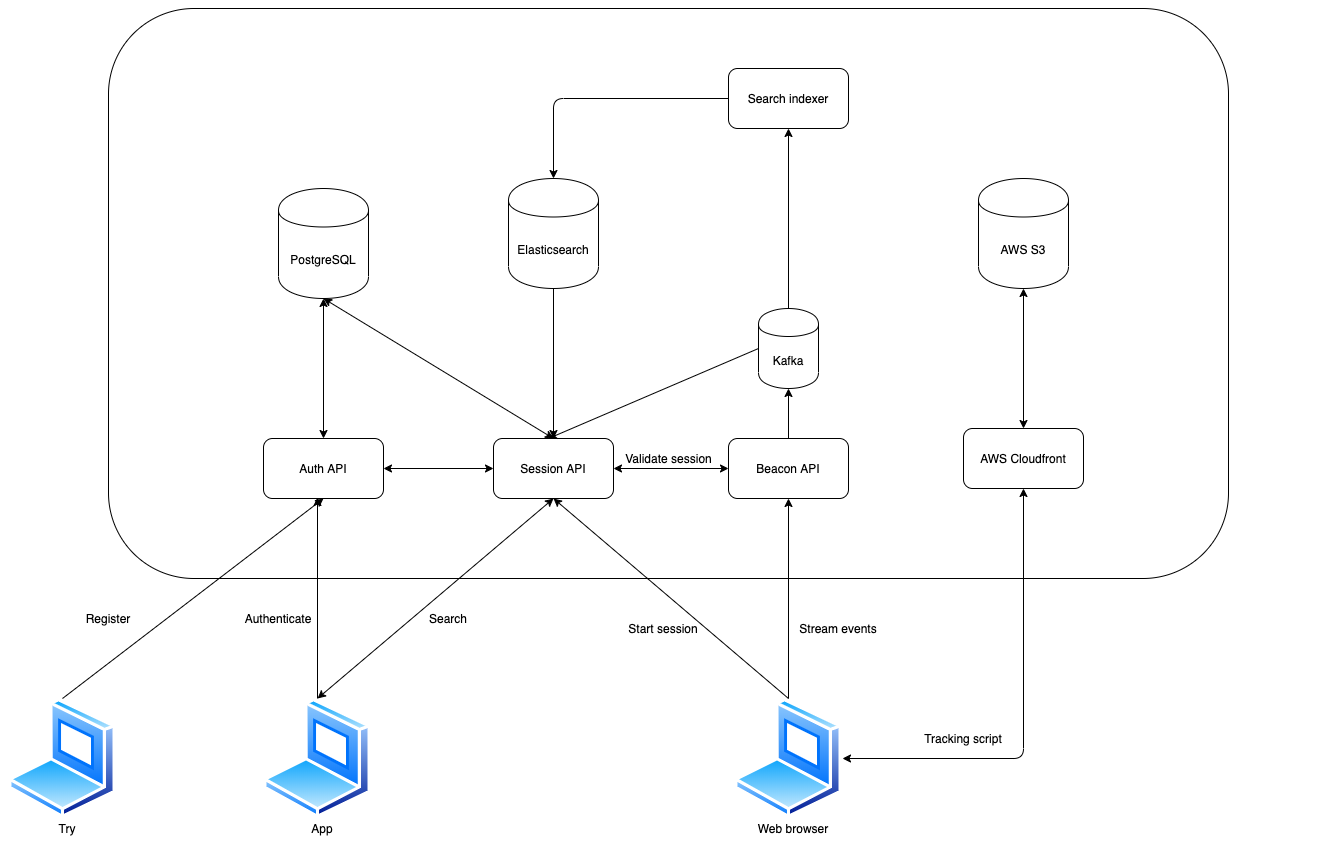 Search indexer
PostgreSQL
Elasticsearch
AWS S3
Kafka
Auth API
Session API
Validate session
Beacon API
AWS Cloudfront
Register
Authenticate
Search
Start session
Stream events
Tracking script
Try
App
Web browser